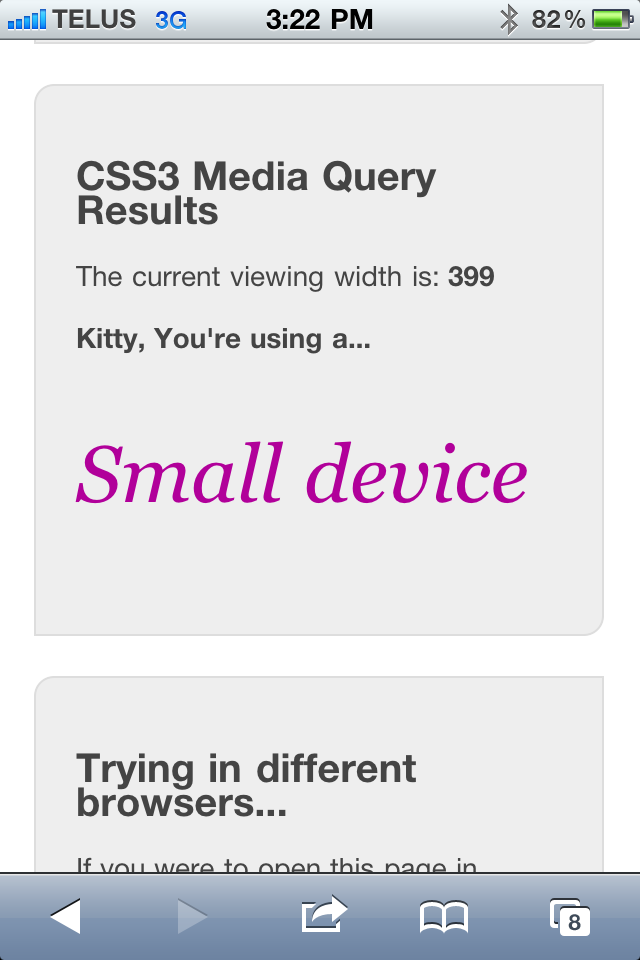 TELUS 3G 3:22 PM 82%
CSS3 Media Query
Results
The current viewing width is: 399
Kitty, You're using a...
Small device
Trying in different
browsers...
If you were to open this page in
8